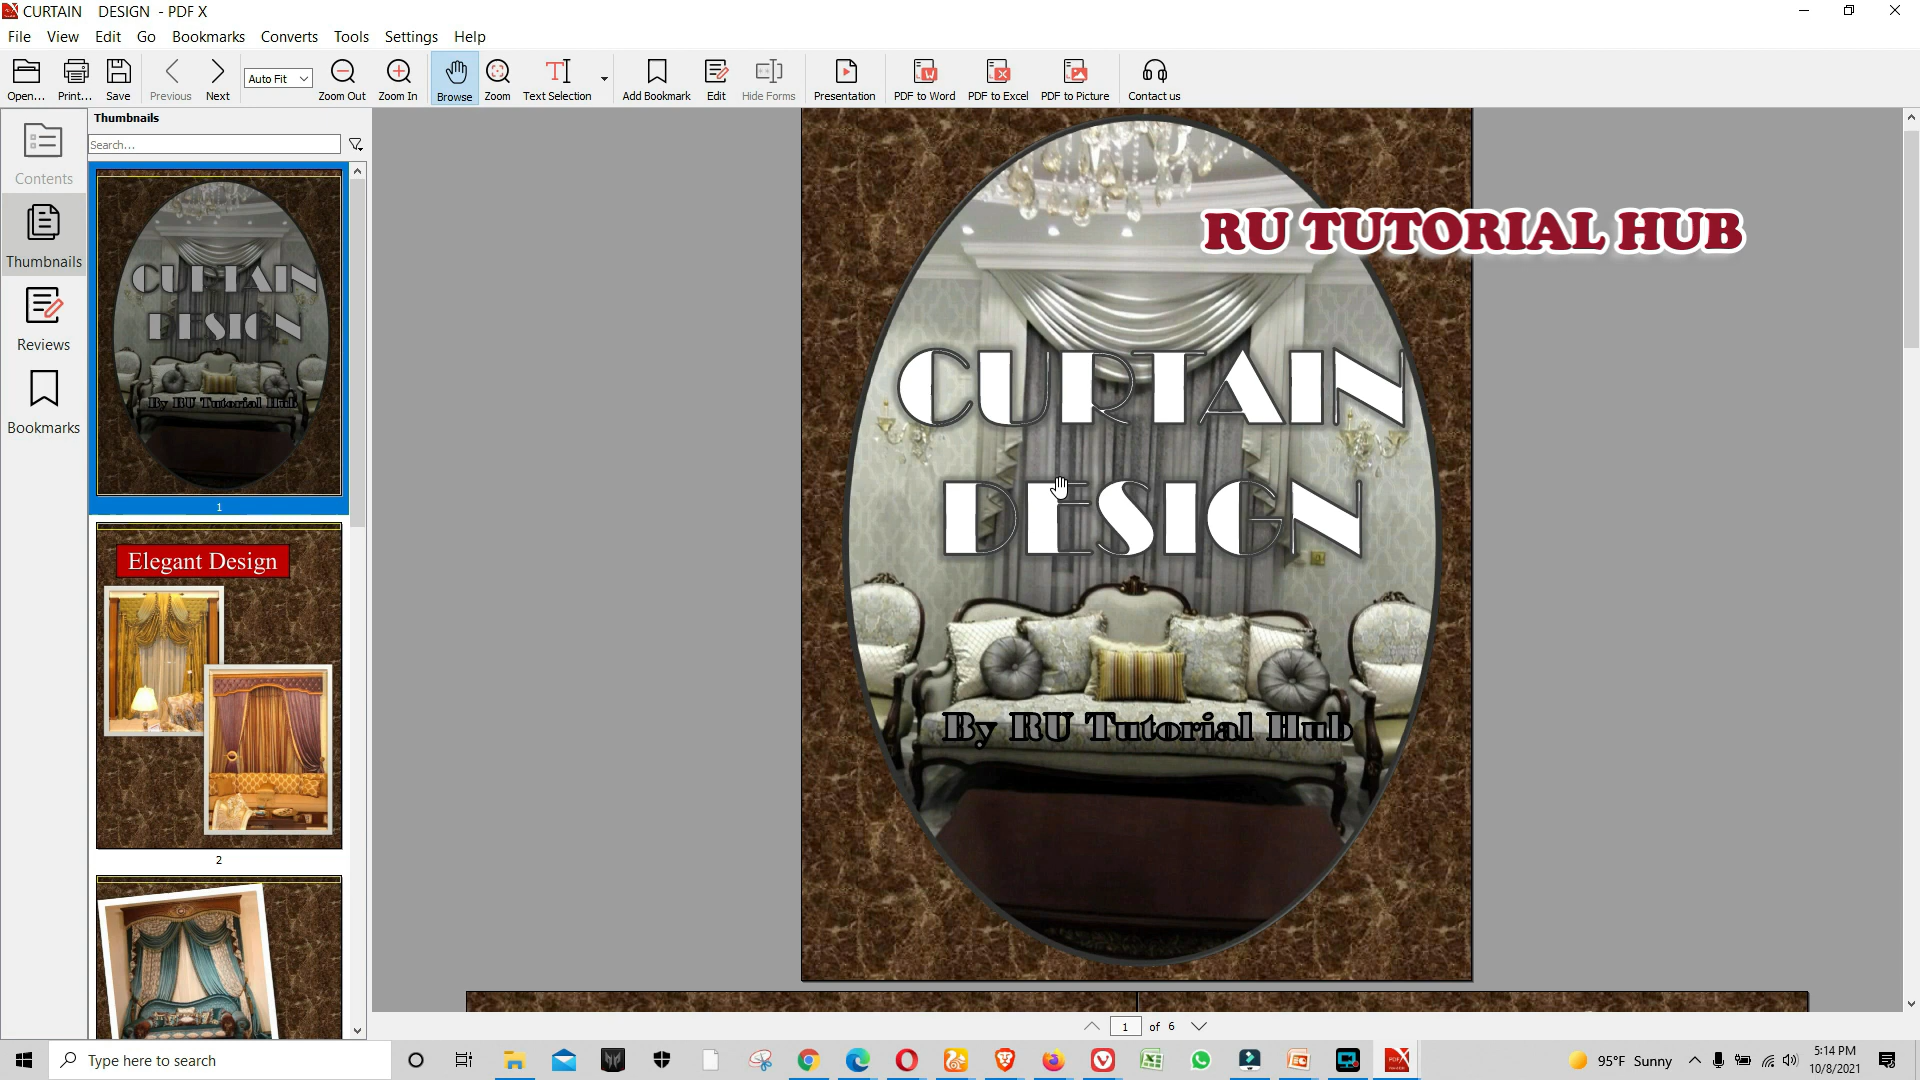 CURTAIN DESIGN - PDF X
File View Edit Go Bookmarks Converts Tools Settings Help
Open... Print... Save Previous Next Auto Fit Zoom Out Zoom In Browse Zoom Text Selection Add Bookmark Edit Hide Forms Presentation PDF to Word PDF to Excel PDF to Picture Contact us
Thumbnails
Search...
Contents
Thumbnails
Reviews
Bookmarks
CURTAIN
DESIGN
By RU Tutorial Hub
1
Elegant Design
2
RU TUTORIAL HUB
CURTAIN
DESIGN
By RU Tutorial Hub
1 of 6
Type here to search
95°F Sunny
5:14 PM
10/8/2021